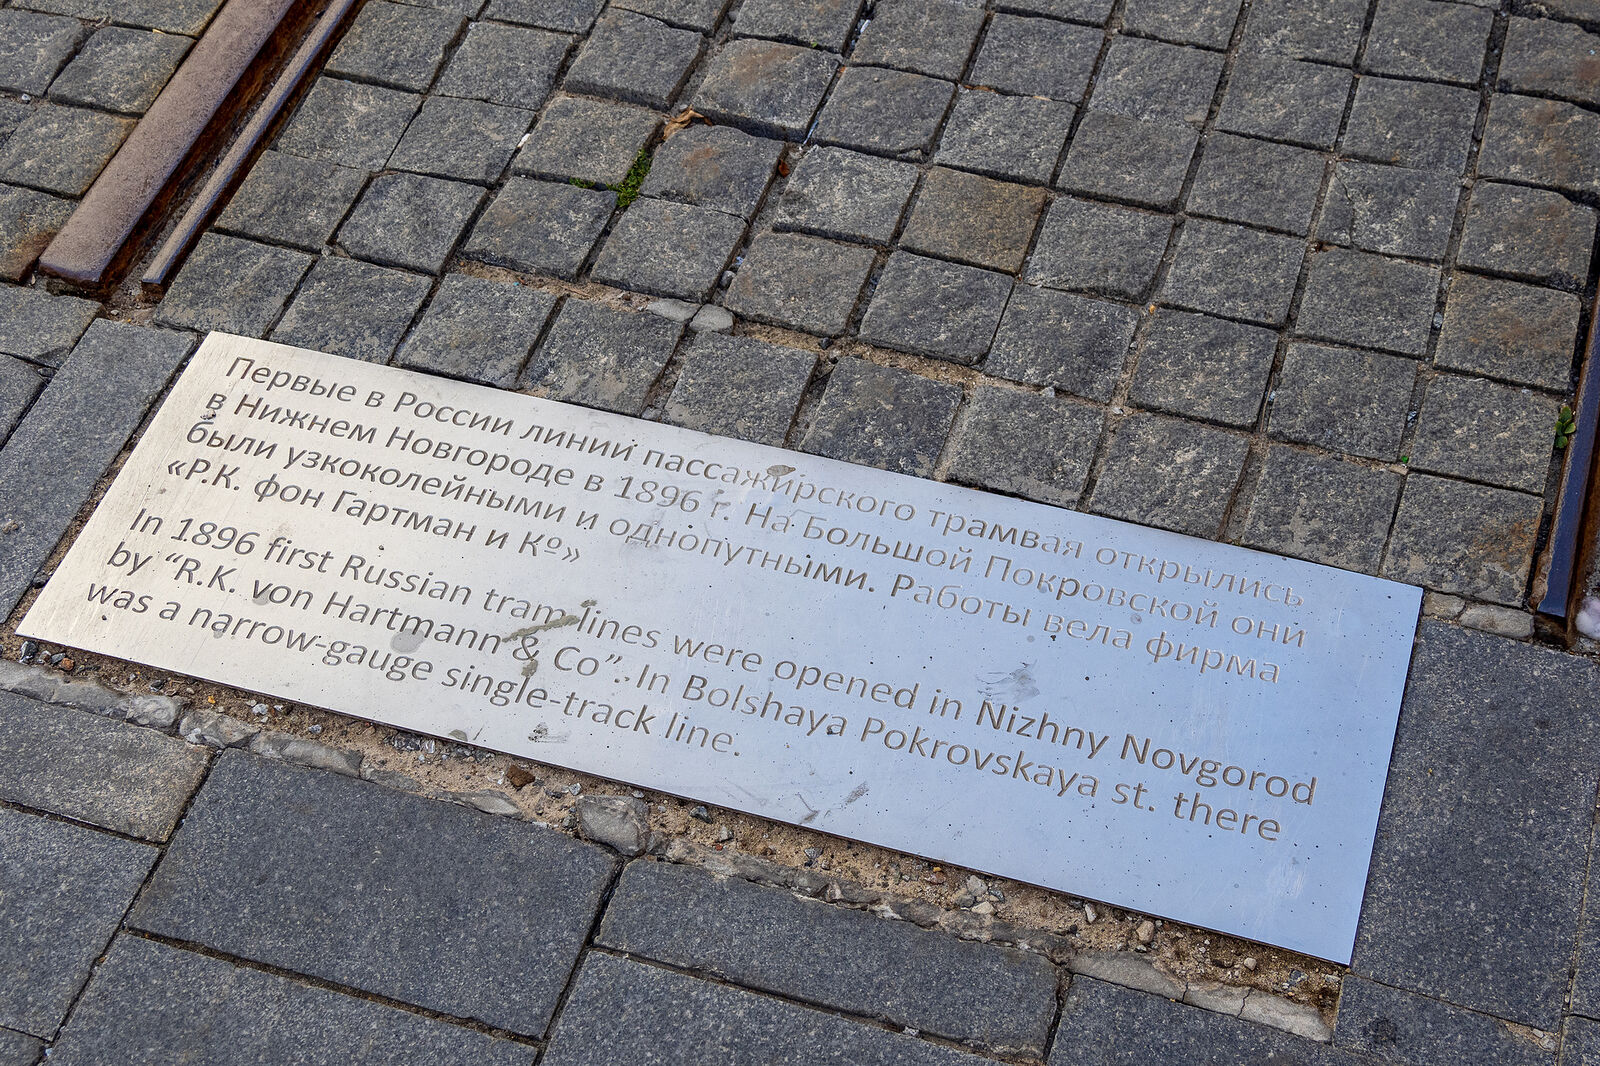 Первые в России линии пассажирского трамвая открылись
в Нижнем Новгороде в 1896 г. На Большой Покровской они
были узкоколейными и однопутными. Работы вела фирма
«Р.К. фон Гартман и Кº»
In 1896 first Russian tram lines were opened in Nizhny Novgorod
by “R.K. von Hartmann & Co”. In Bolshaya Pokrovskaya st. there
was a narrow-gauge single-track line.